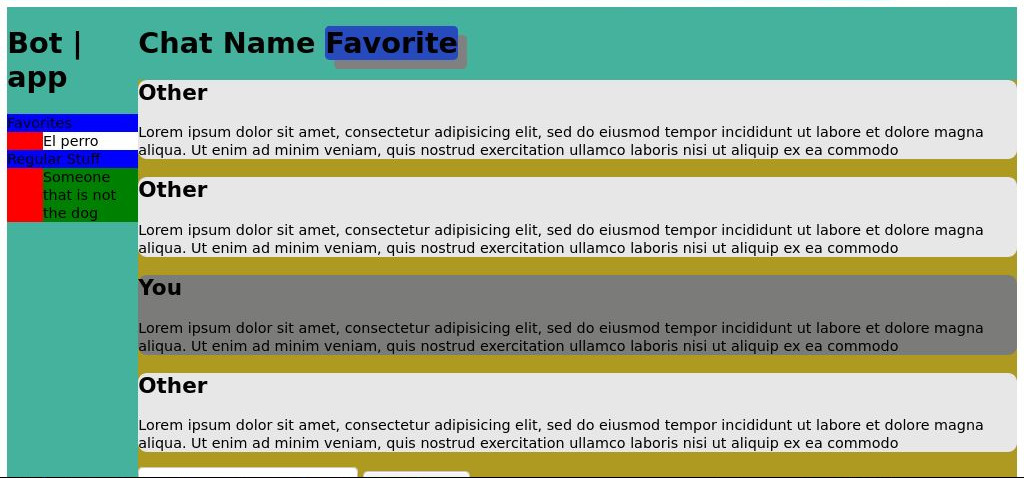 Bot |
app
Favorites
El perro
Regular Stuff
Someone
that is not
the dog
Chat Name Favorite
Other
Lorem ipsum dolor sit amet, consectetur adipisicing elit, sed do eiusmod tempor incididunt ut labore et dolore magna
aliqua. Ut enim ad minim veniam, quis nostrud exercitation ullamco laboris nisi ut aliquip ex ea commodo
Other
Lorem ipsum dolor sit amet, consectetur adipisicing elit, sed do eiusmod tempor incididunt ut labore et dolore magna
aliqua. Ut enim ad minim veniam, quis nostrud exercitation ullamco laboris nisi ut aliquip ex ea commodo
You
Lorem ipsum dolor sit amet, consectetur adipisicing elit, sed do eiusmod tempor incididunt ut labore et dolore magna
aliqua. Ut enim ad minim veniam, quis nostrud exercitation ullamco laboris nisi ut aliquip ex ea commodo
Other
Lorem ipsum dolor sit amet, consectetur adipisicing elit, sed do eiusmod tempor incididunt ut labore et dolore magna
aliqua. Ut enim ad minim veniam, quis nostrud exercitation ullamco laboris nisi ut aliquip ex ea commodo